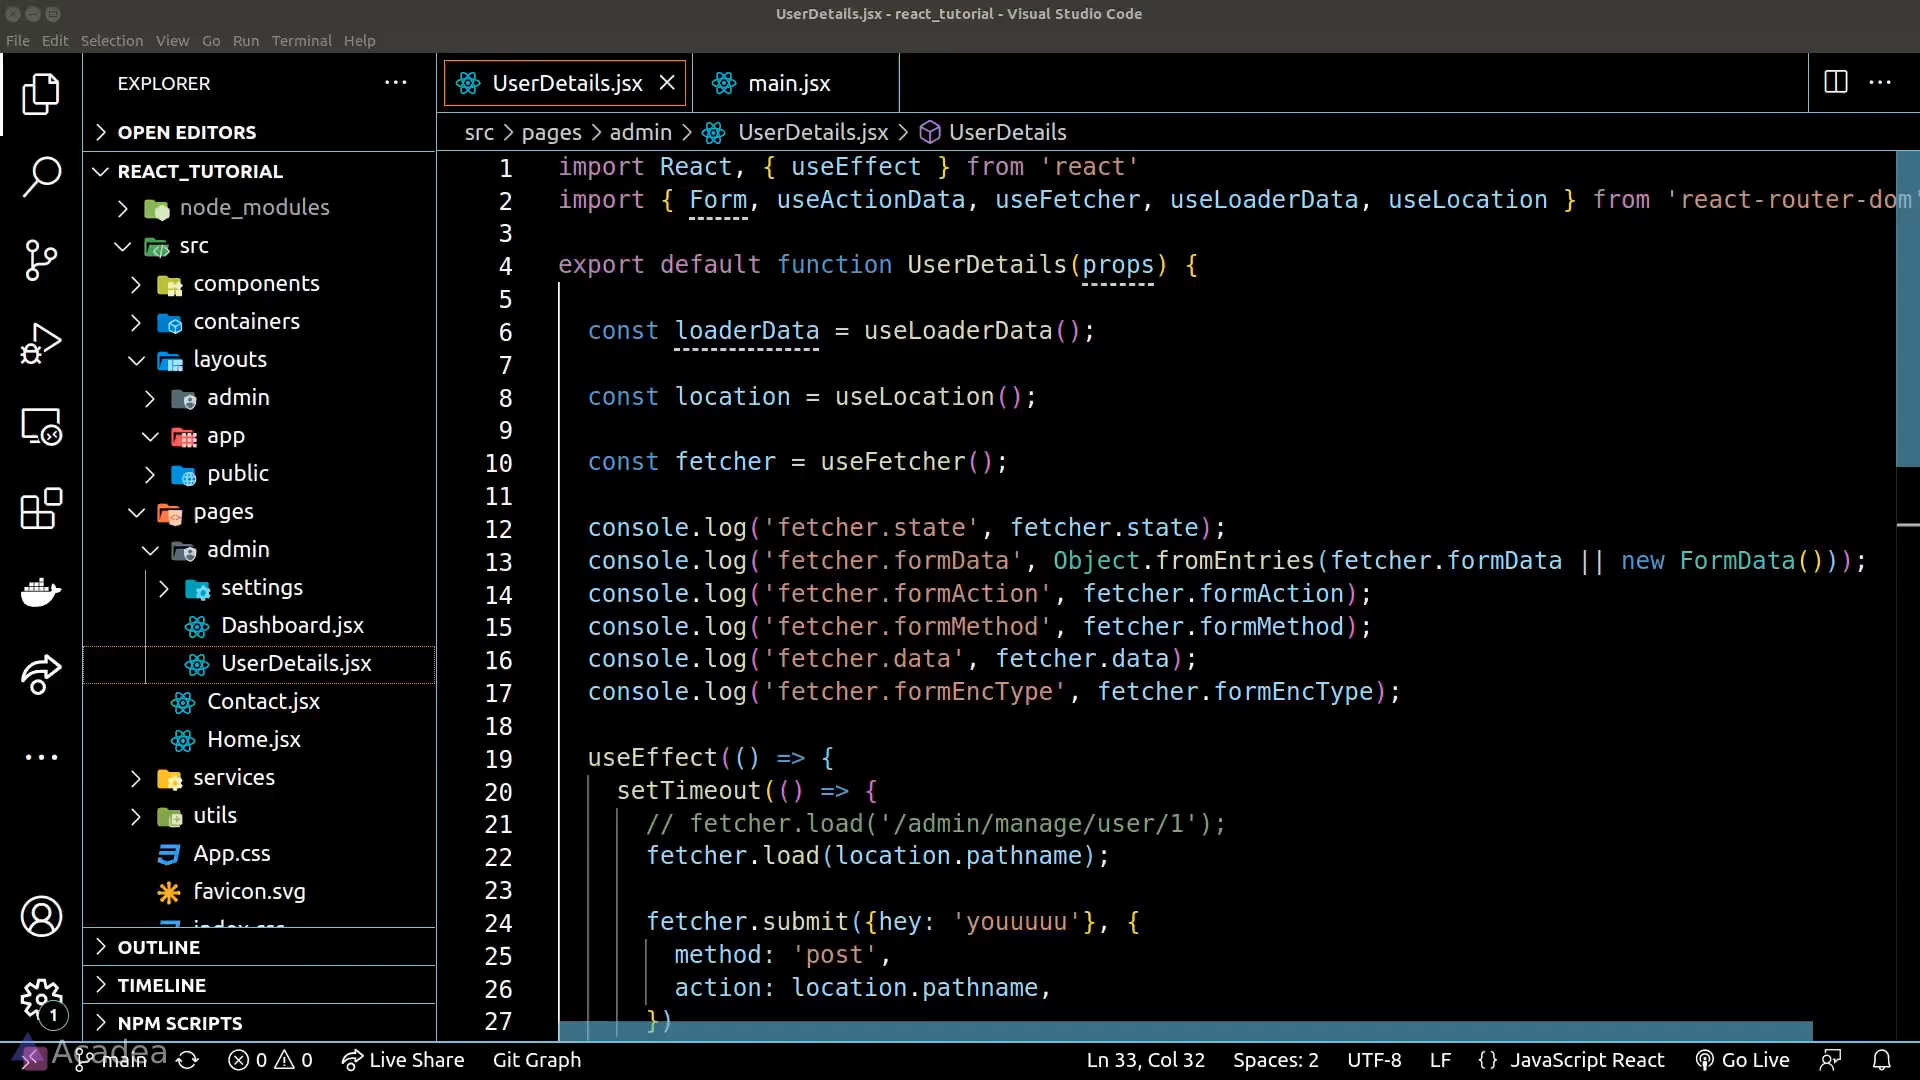 UserDetails.jsx - react_tutorial - Visual Studio Code
File Edit Selection View Go Run Terminal Help
EXPLORER
OPEN EDITORS
REACT_TUTORIAL
node_modules
src
components
containers
layouts
admin
app
public
pages
admin
settings
Dashboard.jsx
UserDetails.jsx
Contact.jsx
Home.jsx
services
utils
App.css
favicon.svg
index.css
OUTLINE
TIMELINE
NPM SCRIPTS
UserDetails.jsx main.jsx
src > pages > admin > UserDetails.jsx > UserDetails
1 import React, { useEffect } from 'react'
2 import { Form, useActionData, useFetcher, useLoaderData, useLocation } from 'react-router-dom'
3
4 export default function UserDetails(props) {
5
6 const loaderData = useLoaderData();
7
8 const location = useLocation();
9
10 const fetcher = useFetcher();
11
12 console.log('fetcher.state', fetcher.state);
13 console.log('fetcher.formData', Object.fromEntries(fetcher.formData || new FormData()));
14 console.log('fetcher.formAction', fetcher.formAction);
15 console.log('fetcher.formMethod', fetcher.formMethod);
16 console.log('fetcher.data', fetcher.data);
17 console.log('fetcher.formEncType', fetcher.formEncType);
18
19 useEffect(() => {
20 setTimeout(() => {
21 // fetcher.load('/admin/manage/user/1');
22 fetcher.load(location.pathname);
23
24 fetcher.submit({hey: 'youuuuu'}, {
25 method: 'post',
26 action: location.pathname,
27 })
1
Acadea
main 0 0 Live Share Git Graph Ln 33, Col 32 Spaces: 2 UTF-8 LF {} JavaScript React Go Live